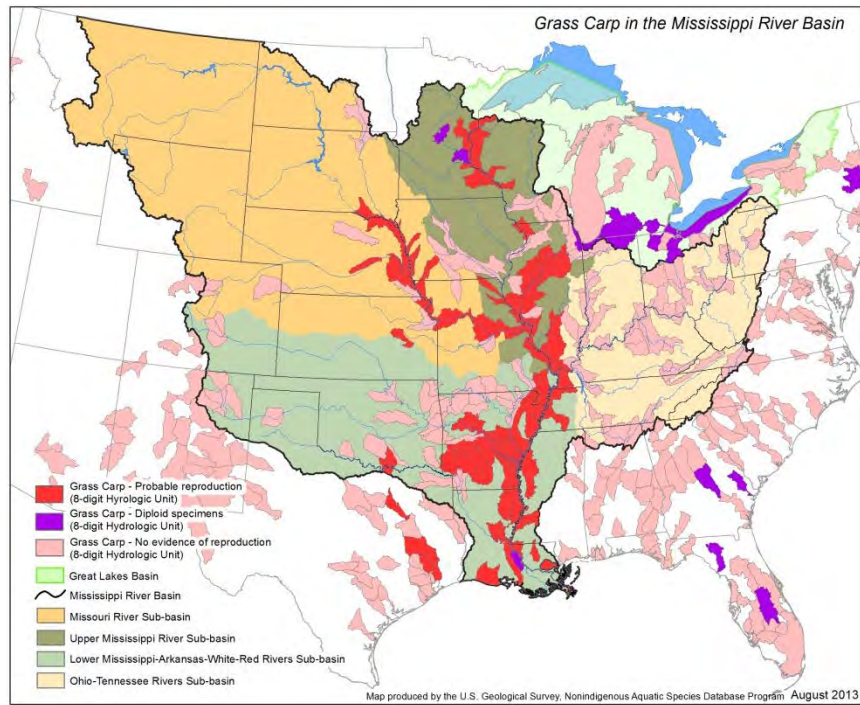 Grass Carp in the Mississippi River Basin
Grass Carp - Probable reproduction
(8-digit Hyrologic Unit)
Grass Carp - Diploid specimens
(8-digit Hydrologic Unit)
Grass Carp - No evidence of reproduction
(8-digit Hydrologic Unit)
Great Lakes Basin
Mississippi River Basin
Missouri River Sub-basin
Upper Mississippi River Sub-basin
Lower Mississippi-Arkansas-White-Red Rivers Sub-basin
Ohio-Tennessee Rivers Sub-basin
Map produced by the U.S. Geological Survey, Nonindigenous Aquatic Species Database Program August 2013